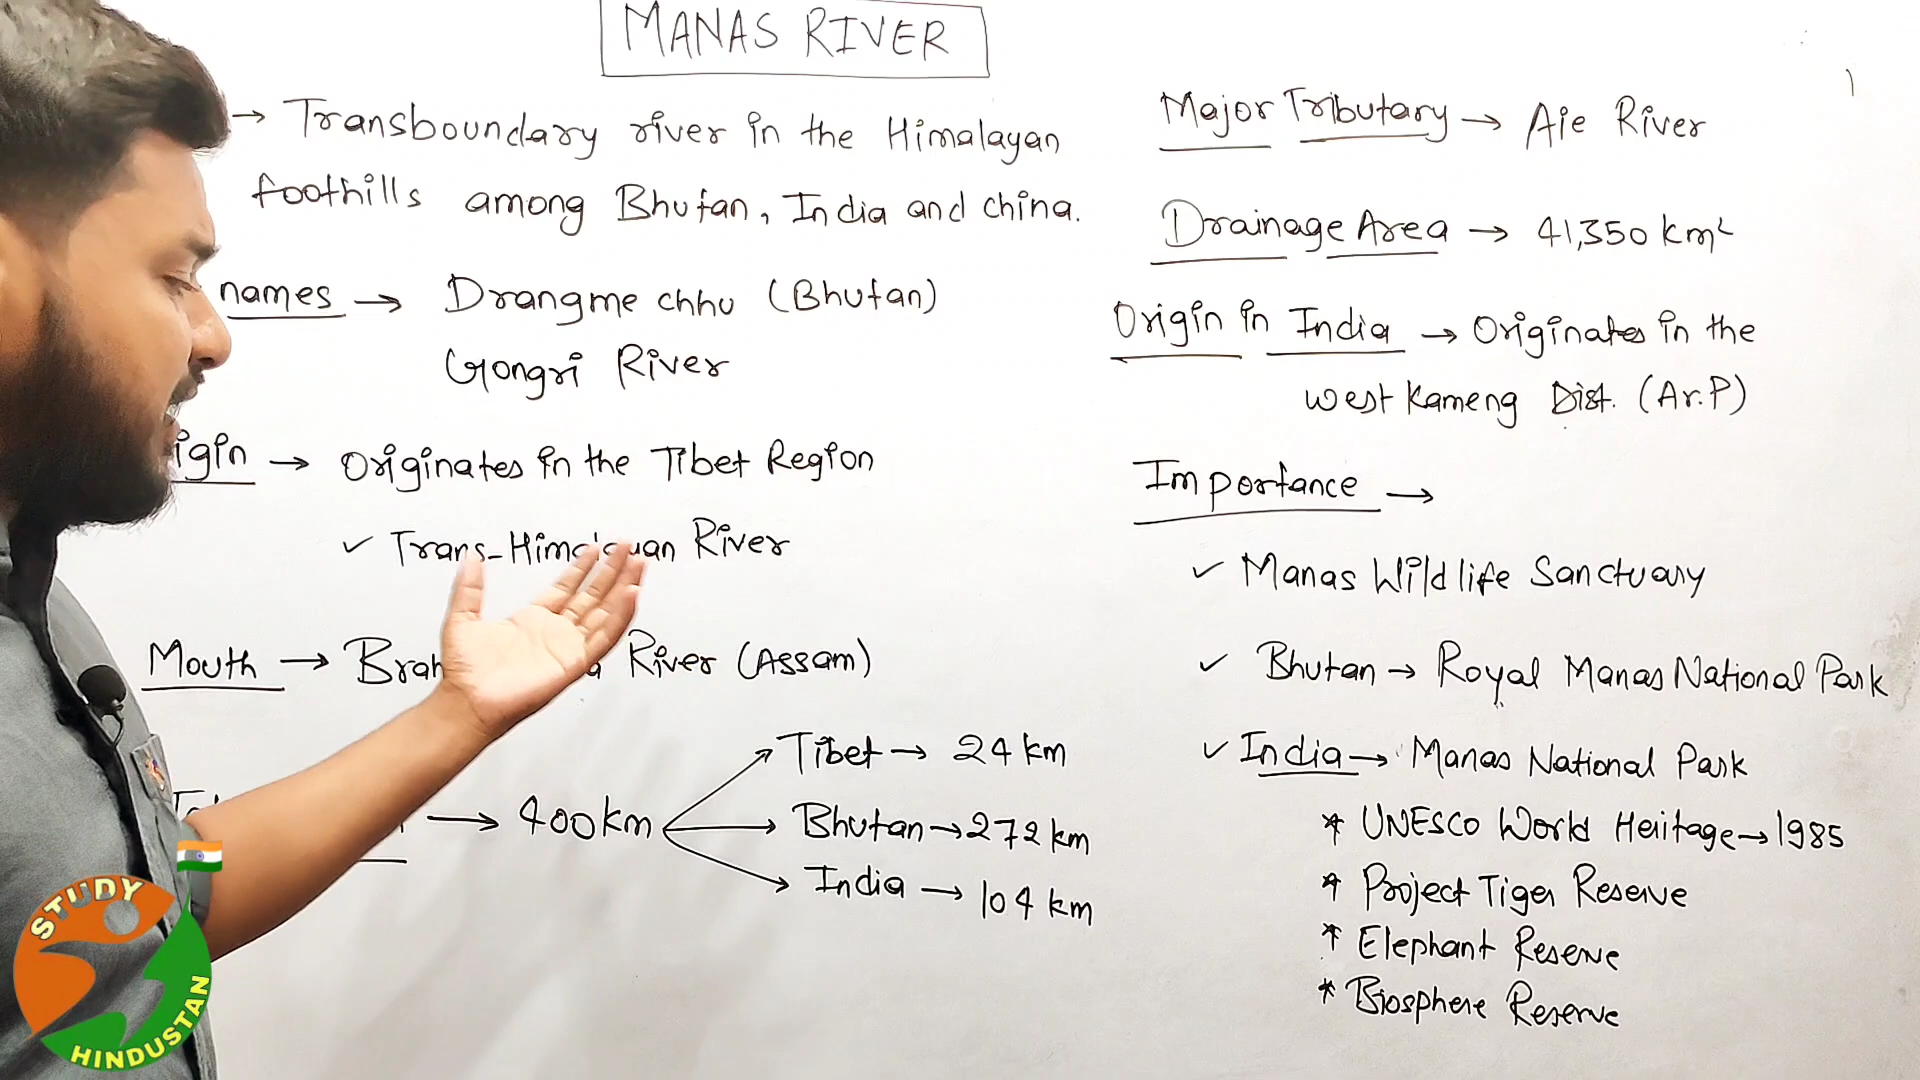 MANAS RIVER
→ Transboundary river in the Himalayan
foothills among Bhutan, India and china.
names → Drangme chhu (Bhutan)
Gongri River
igin → Originates in the Tibet Region
✓ Trans-Himalayan River
Mouth → Brah River (Assam)
→ 400km
Tibet → 24 km
Bhutan → 272 km
India → 104 km
Major Tributary → Aie River
Drainage Area → 41,350 km²
Origin in India → Originates in the
west Kameng Dist. (Ar.P)
Importance →
✓ Manas Wildlife Sanctuary
✓ Bhutan → Royal Manas National Park
✓ India → Manas National Park
* UNESCO World Heritage → 1985
* Project Tiger Reserve
* Elephant Reserve
* Biosphere Reserve
STUDY
HINDUSTAN